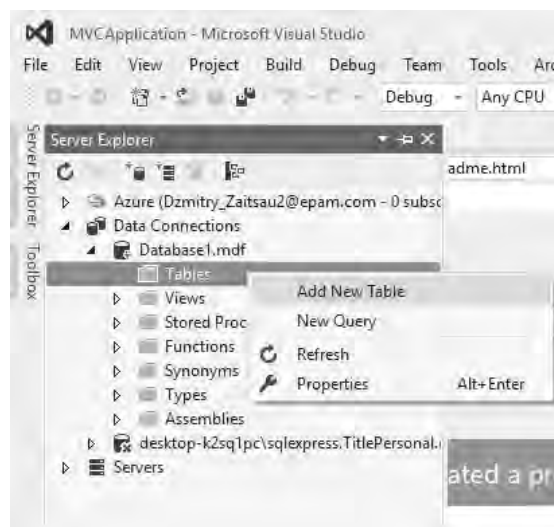 MVCApplication - Microsoft Visual Studio
File Edit View Project Build Debug Team Tools
Debug Any CPU
Server Explorer
Toolbox
Server Explorer
adme.html
Azure (Dzmitry_Zaitsau2@epam.com - 0 subsc
Data Connections
Database1.mdf
Tables
Views
Stored Proc
Functions
Synonyms
Types
Assemblies
desktop-k2sq1pc\sqlexpress.TitlePersonal.
Servers
Add New Table
New Query
Refresh
Properties Alt+Enter
ated a pr